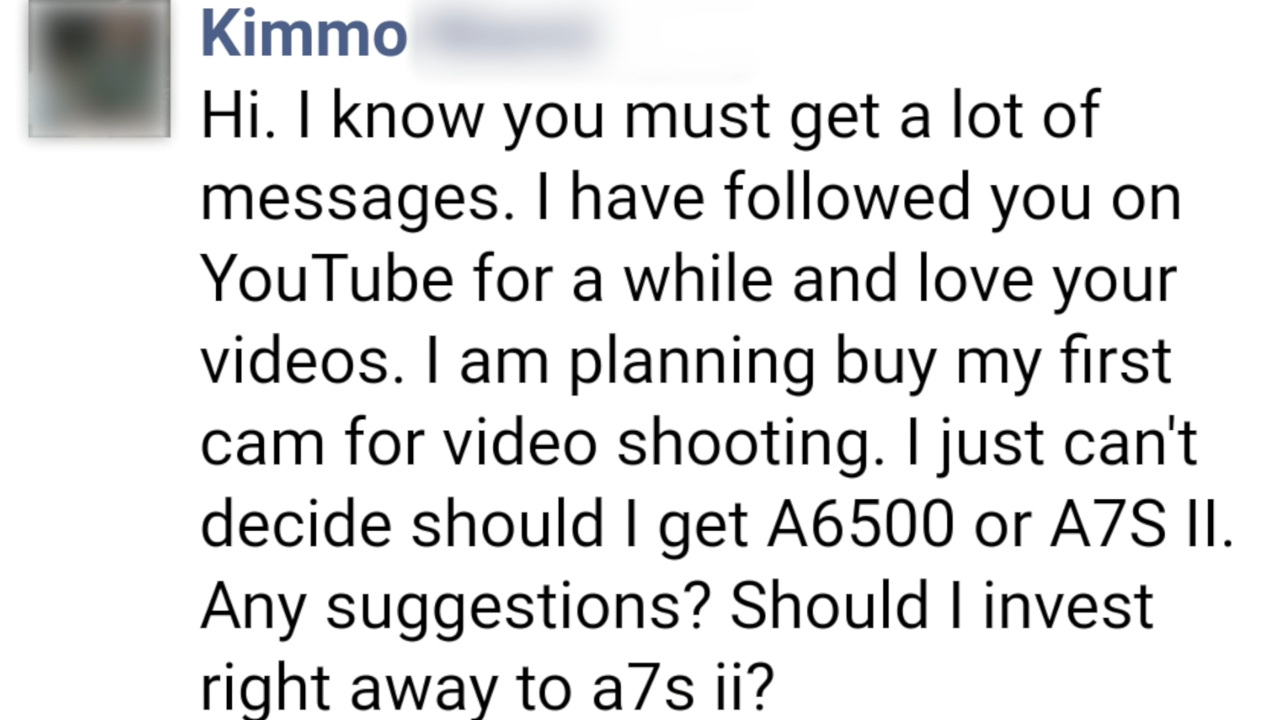 Kimmo
Hi. I know you must get a lot of
messages. I have followed you on
YouTube for a while and love your
videos. I am planning buy my first
cam for video shooting. I just can't
decide should I get A6500 or A7S II.
Any suggestions? Should I invest
right away to a7s ii?